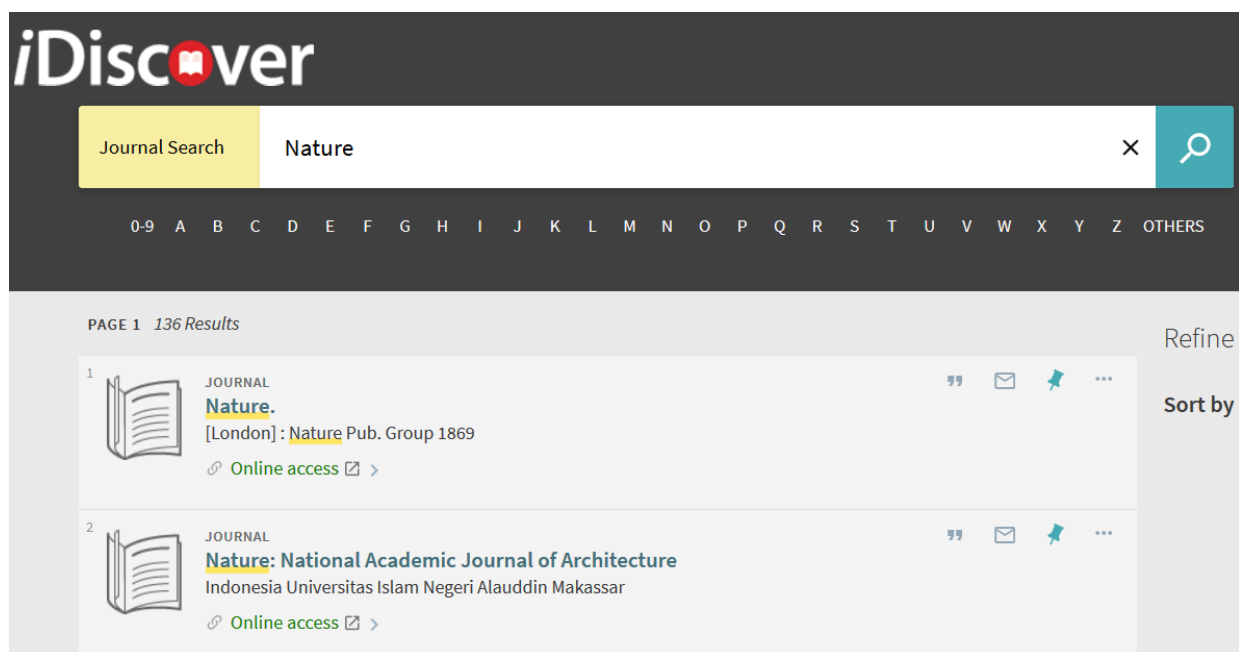 iDiscover
Journal Search Nature
0-9 A B C D E F G H I J K L M N O P Q R S T U V W X Y Z OTHERS
PAGE 1 136 Results
Refine
Sort by
1
JOURNAL
Nature.
[London] : Nature Pub. Group 1869
Online access
2
JOURNAL
Nature: National Academic Journal of Architecture
Indonesia Universitas Islam Negeri Alauddin Makassar
Online access